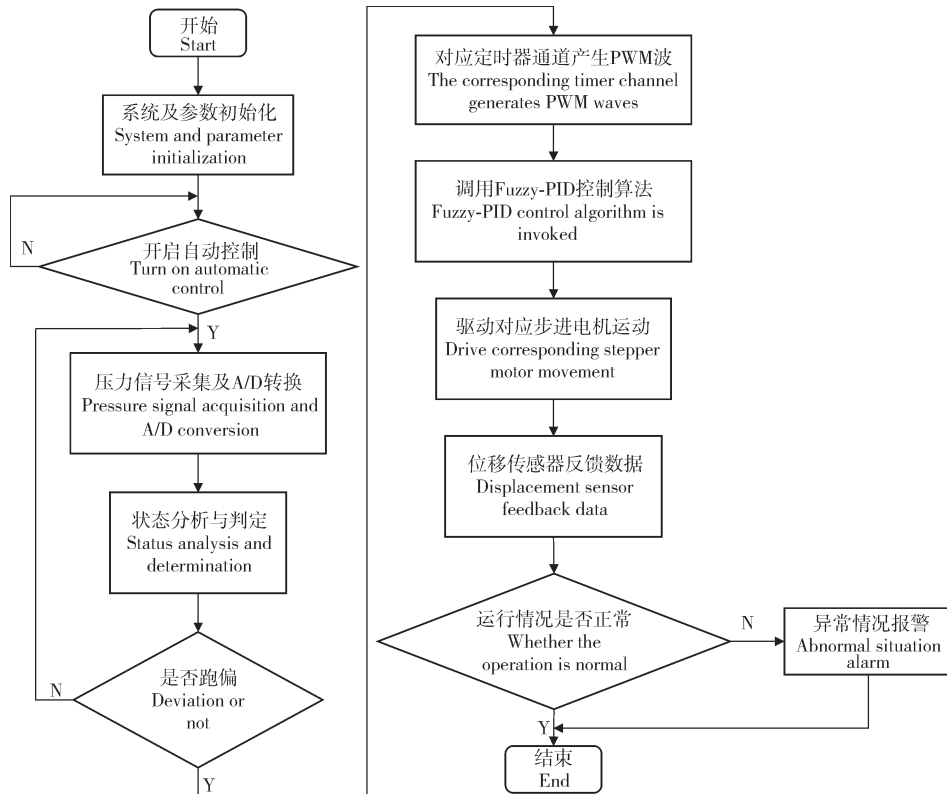 开始
Start
系统及参数初始化
System and parameter
initialization
N
开启自动控制
Turn on automatic
control
Y
压力信号采集及A/D转换
Pressure signal acquisition and
A/D conversion
状态分析与判定
Status analysis and
determination
N
是否跑偏
Deviation or
not
Y
对应定时器通道产生PWM波
The corresponding timer channel
generates PWM waves
调用Fuzzy-PID控制算法
Fuzzy-PID control algorithm is
invoked
驱动对应步进电机运动
Drive corresponding stepper
motor movement
位移传感器反馈数据
Displacement sensor
feedback data
运行情况是否正常
Whether the
operation is normal
N
异常情况报警
Abnormal situation
alarm
Y
结束
End